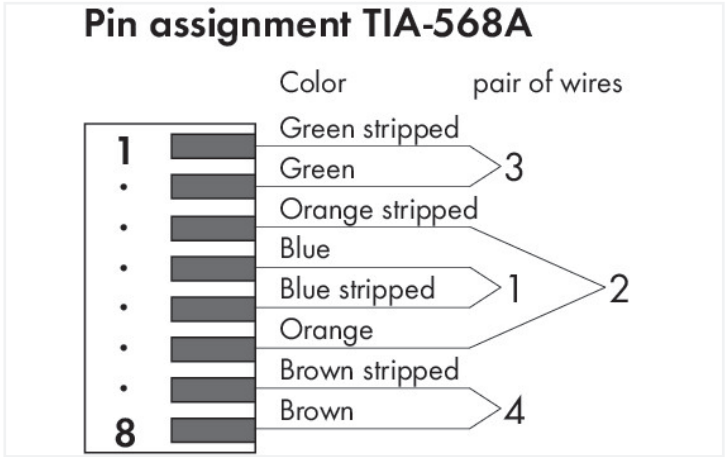 Pin assignment TIA-568A
Color pair of wires
1 Green stripped
Green 3
Orange stripped
Blue
Blue stripped 1 2
Orange
Brown stripped
8 Brown 4